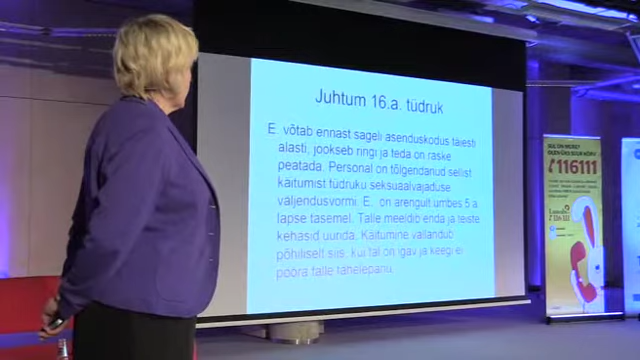 Juhtum 16.a. tüdruk
E. võtab ennast sageli asenduskodus täiesti
alasti, jookseb ringi ja teda on raske
peatada. Personal on tõlgendanud sellist
käitumist tüdruku seksuaalvajaduse
väljendusvormi. E. on arengult umbes 5 a
lapse tasemel. Talle meeldib enda ja teiste
kehasid uurida. Käitumine vallandub
põhiliselt siis, kui tal on igav ja keegi ei
pööra talle tähelepanu.
116111